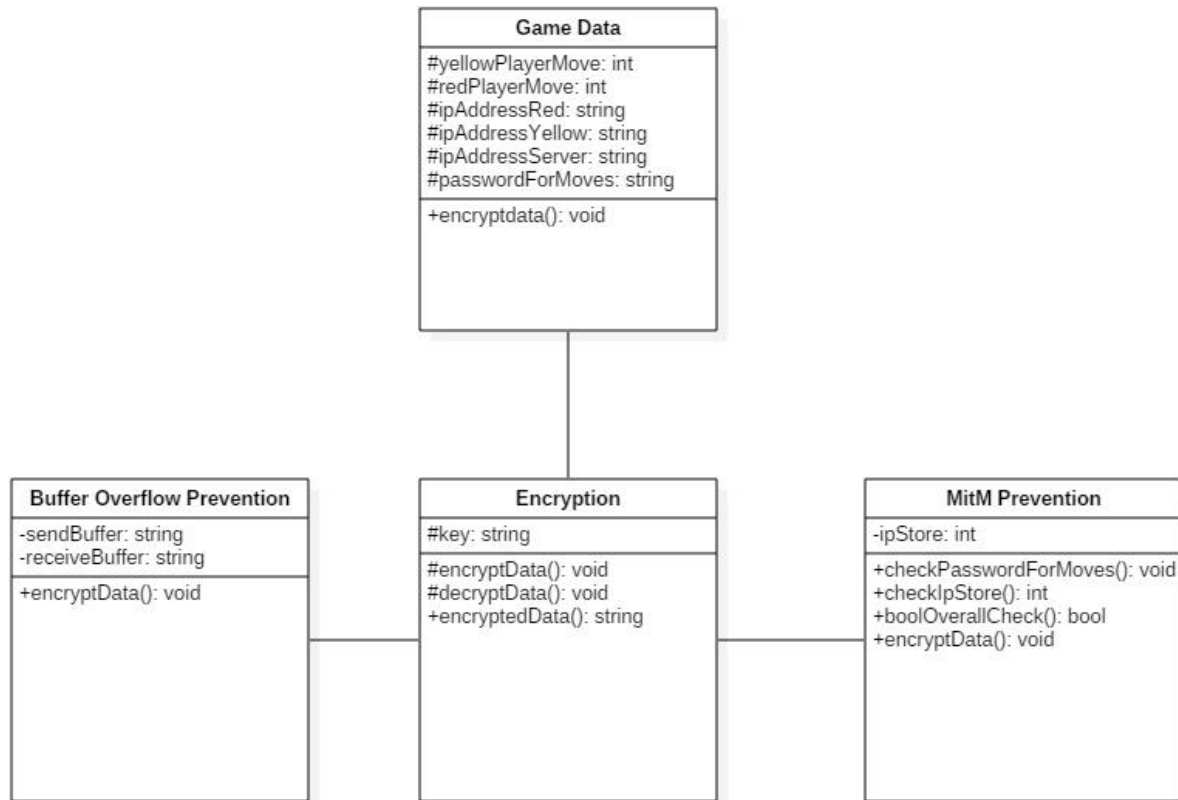 Game Data
#yellowPlayerMove: int
#redPlayerMove: int
#ipAddressRed: string
#ipAddressYellow: string
#ipAddressServer: string
#passwordForMoves: string
+encryptdata(): void
Buffer Overflow Prevention
-sendBuffer: string
-receiveBuffer: string
+encryptData(): void
Encryption
#key: string
#encryptData(): void
#decryptData(): void
+encryptedData(): string
MitM Prevention
-ipStore: int
+checkPasswordForMoves(): void
+checkIpStore(): int
+boolOverallCheck(): bool
+encryptData(): void